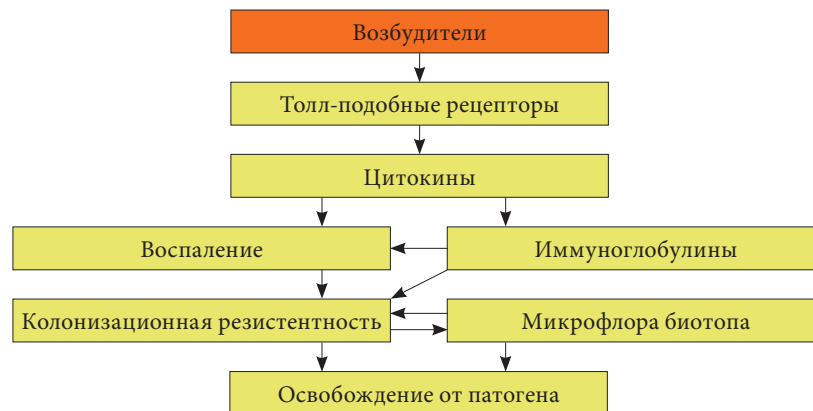 Возбудители
Толл-подобные рецепторы
Цитокины
Воспаление
Иммуноглобулины
Колонизационная резистентность
Микрофлора биотопа
Освобождение от патогена